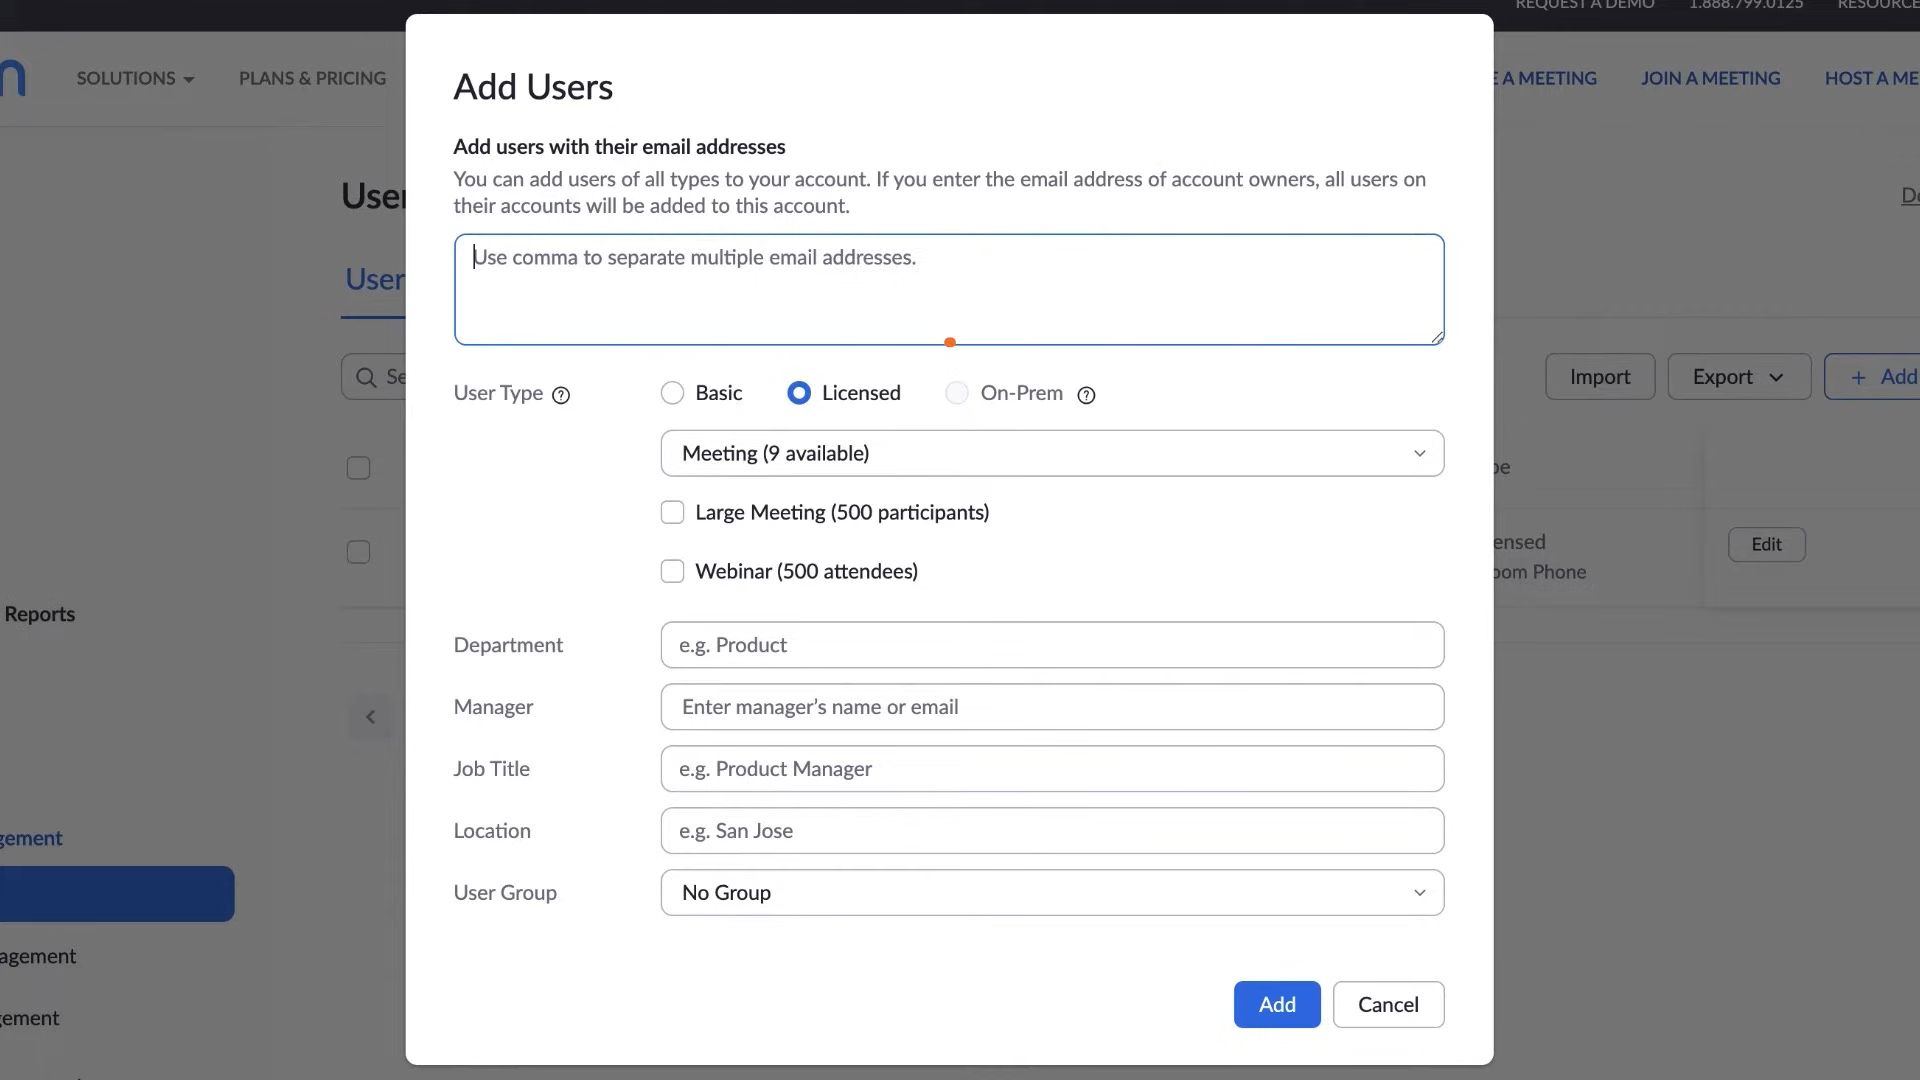 REQUEST A DEMO 1.888.799.0125
SOLUTIONS PLANS & PRICING A MEETING JOIN A MEETING HOST A
Add Users
Add users with their email addresses
You can add users of all types to your account. If you enter the email address of account owners, all users on
their accounts will be added to this account.
Use comma to separate multiple email addresses.
Import Export + Add
User Type Basic Licensed On-Prem
Meeting (9 available)
Large Meeting (500 participants)
Edit
Webinar (500 attendees)
Phone
Reports
Department e.g. Product
Manager Enter manager’s name or email
Job Title e.g. Product Manager
Location e.g. San Jose
User Group No Group
Add Cancel